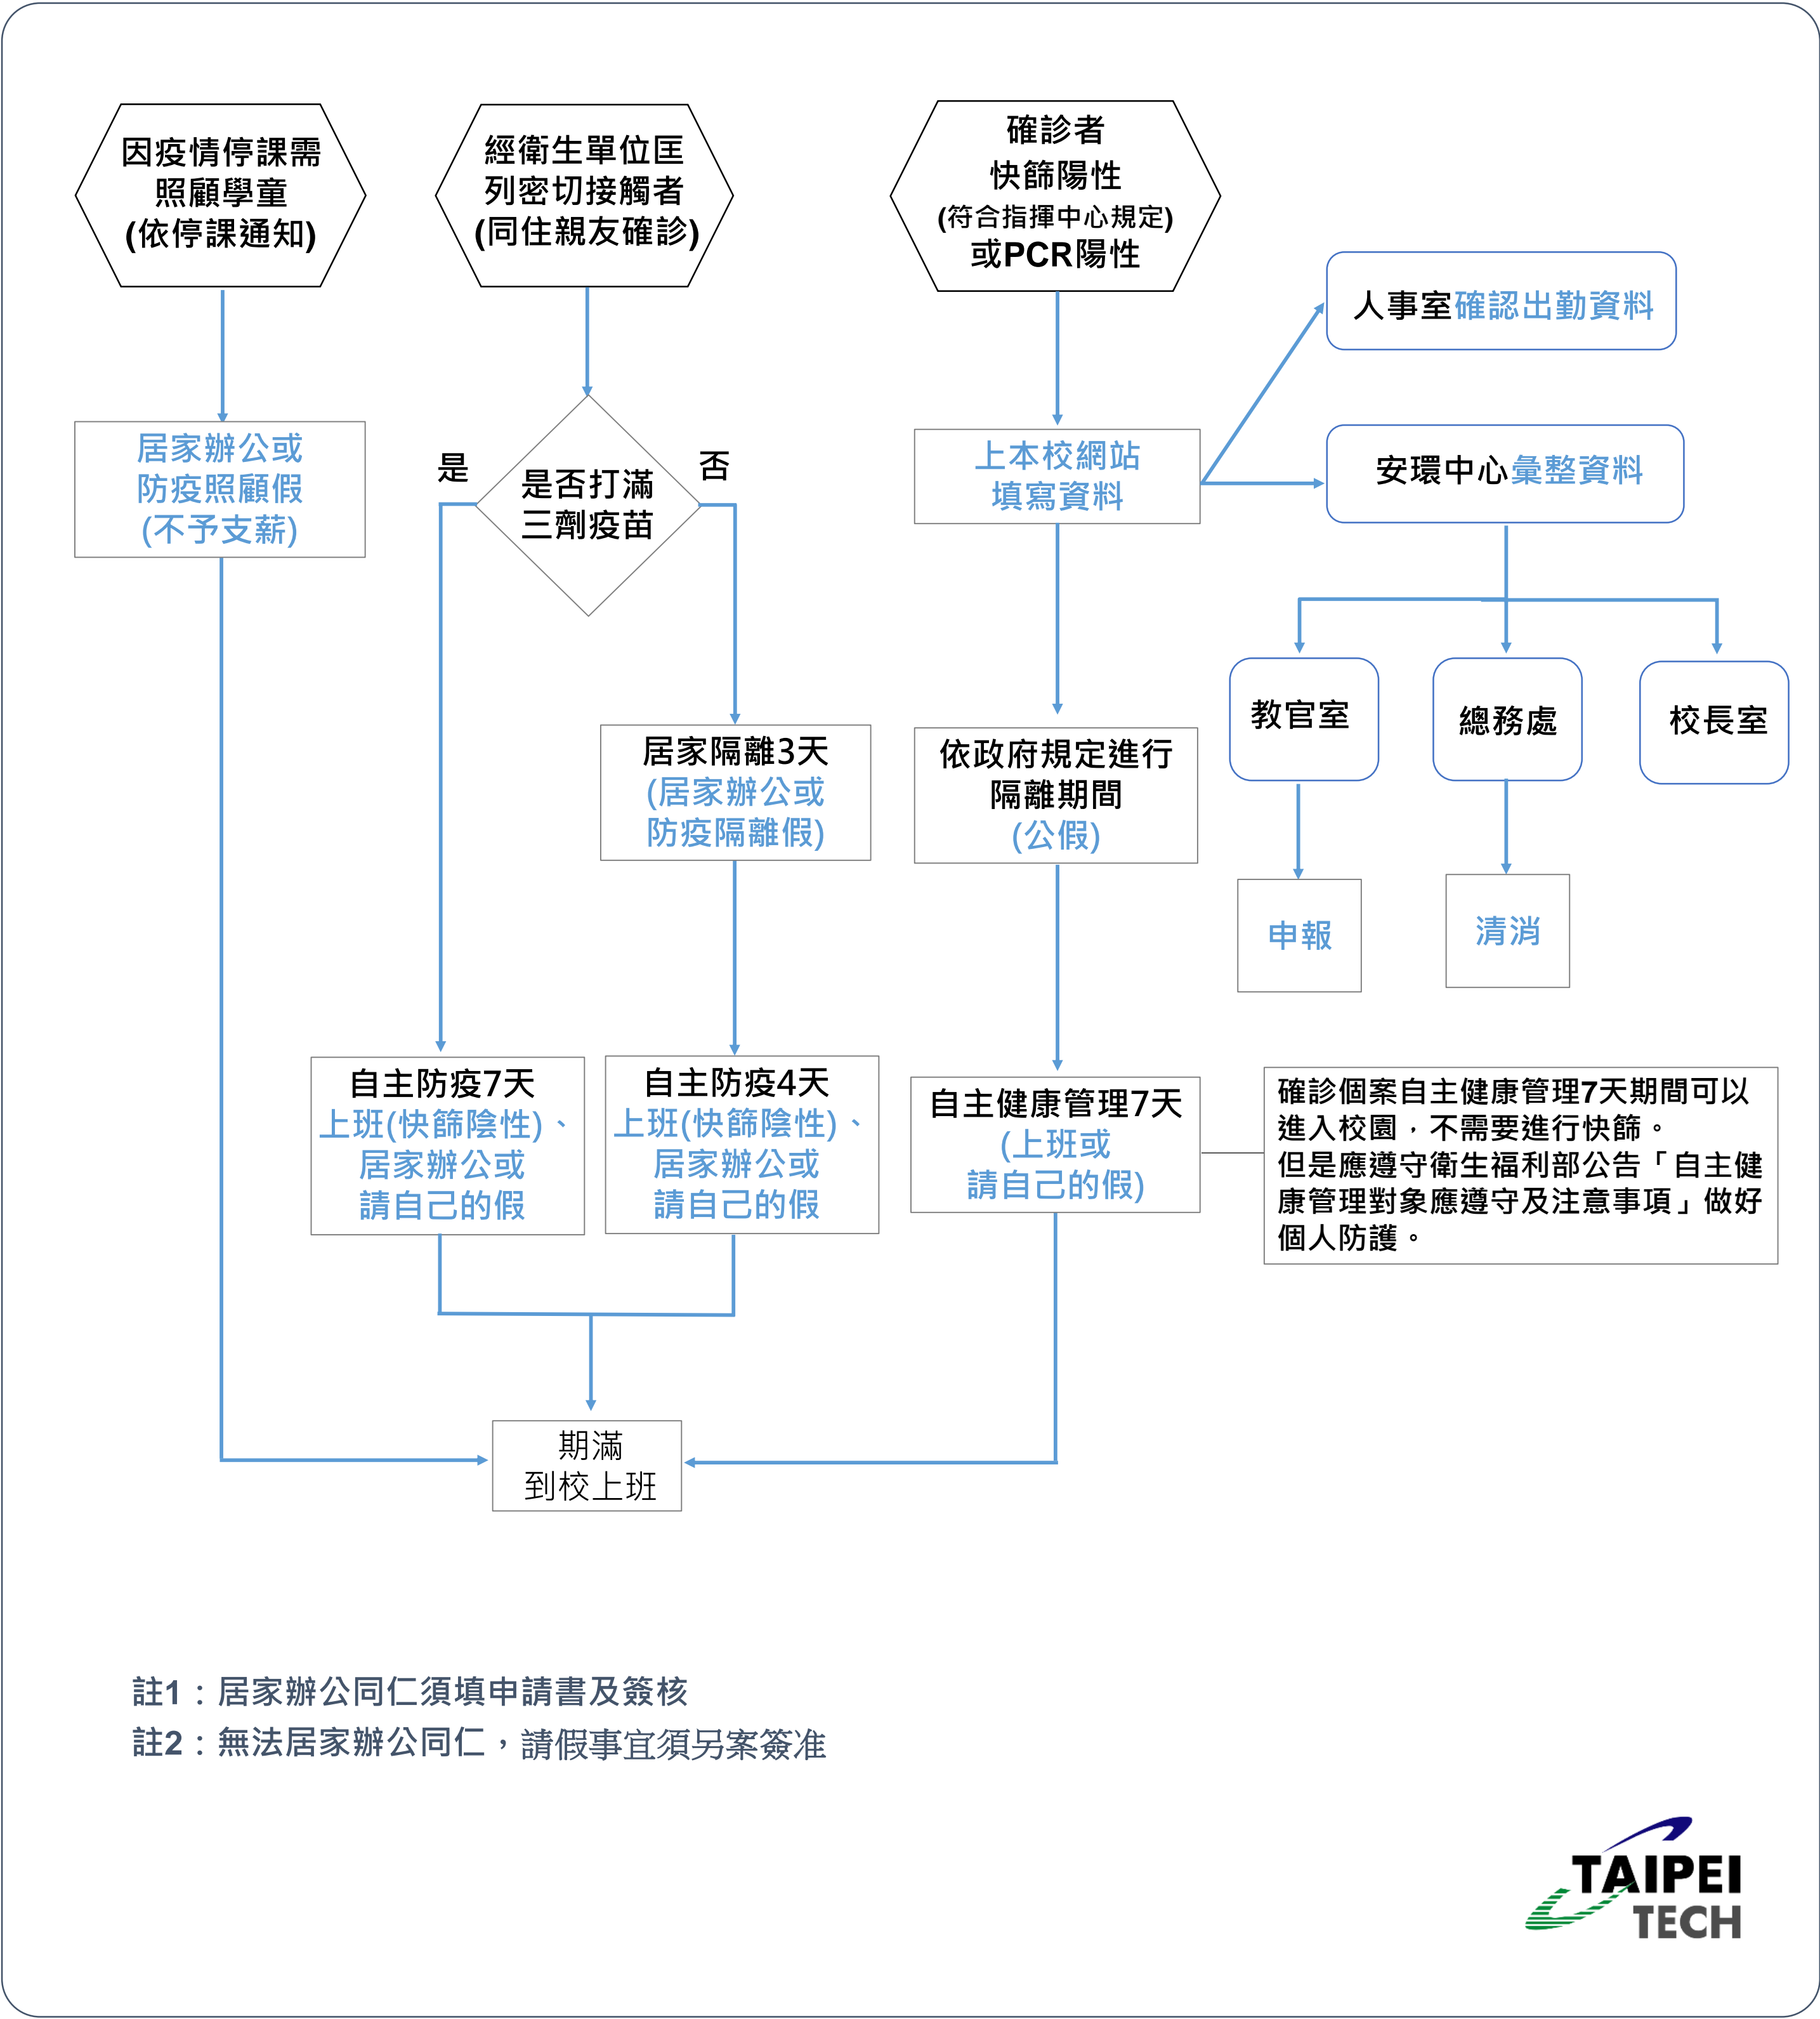 因疫情停課需
照顧學童
(依停課通知)
經衛生單位匡
列密切接觸者
(同住親友確診)
確診者
快篩陽性
(符合指揮中心規定)
或PCR陽性
人事室確認出勤資料
居家辦公或
防疫照顧假
(不予支薪)
是
是否打滿
三劑疫苗
否
上本校網站
填寫資料
安環中心彙整資料
教官室
總務處
校長室
居家隔離3天
(居家辦公或
防疫隔離假)
依政府規定進行
隔離期間
(公假)
申報
清消
自主防疫7天
上班(快篩陰性)、
居家辦公或
請自己的假
自主防疫4天
上班(快篩陰性)、
居家辦公或
請自己的假
自主健康管理7天
(上班或
請自己的假)
確診個案自主健康管理7天期間可以
進入校園，不需要進行快篩。
但是應遵守衛生福利部公告「自主健
康管理對象應遵守及注意事項」做好
個人防護。
期滿
到校上班
註1：居家辦公同仁須填申請書及簽核
註2：無法居家辦公同仁，請假事宜須另案簽准
TAIPEI
TECH